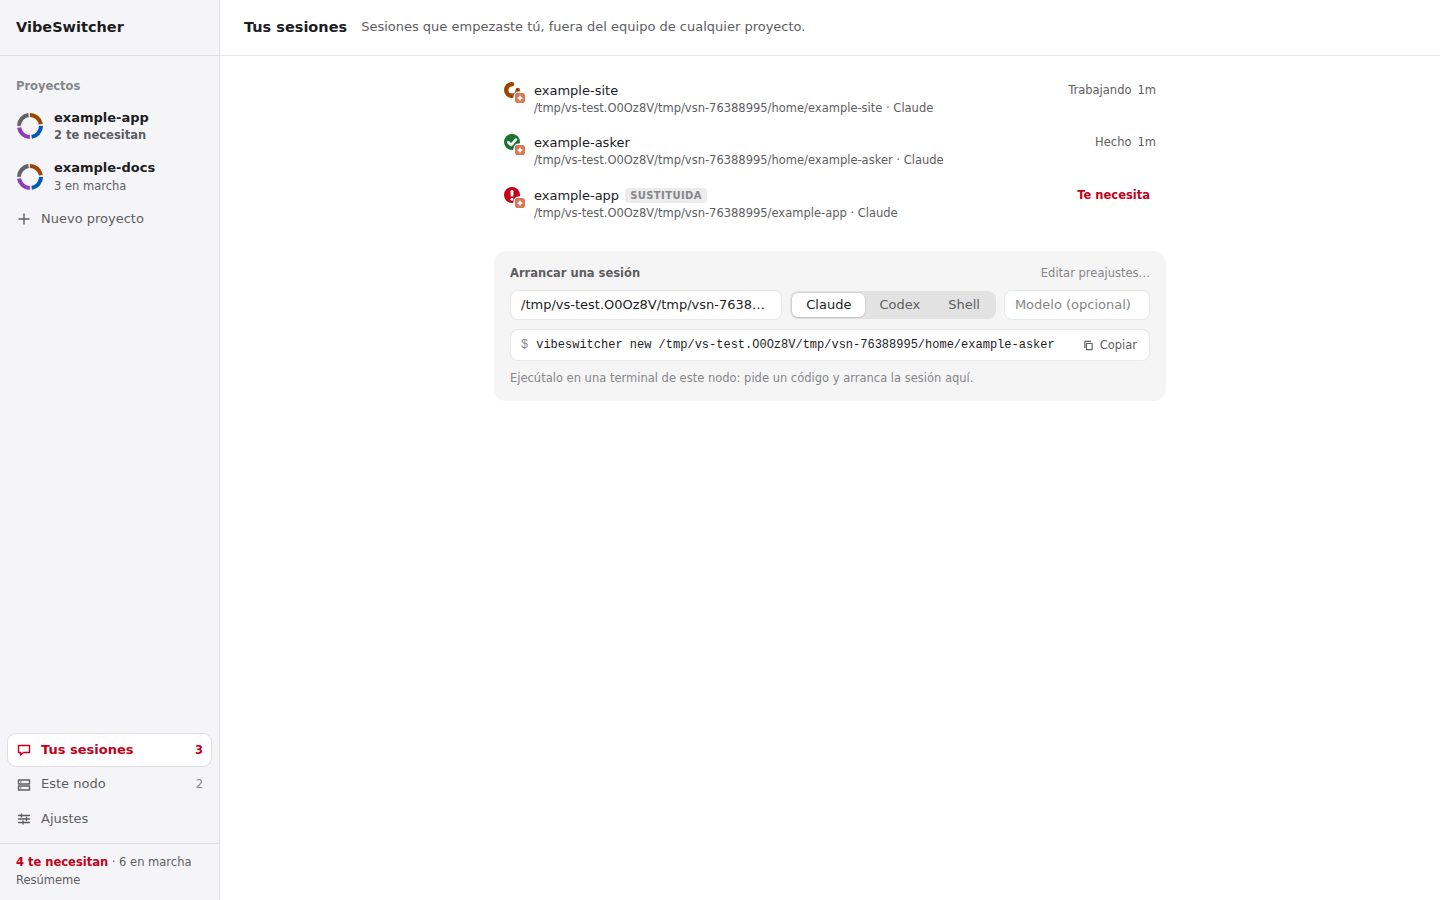 VibeSwitcher
Tus sesiones Sesiones que empezaste tú, fuera del equipo de cualquier proyecto.
Proyectos
example-app
2 te necesitan
example-docs
3 en marcha
Nuevo proyecto
example-site Trabajando 1m
/tmp/vs-test.O0Oz8V/tmp/vsn-76388995/home/example-site · Claude
example-asker Hecho 1m
/tmp/vs-test.O0Oz8V/tmp/vsn-76388995/home/example-asker · Claude
example-app SUSTITUIDA Te necesita
/tmp/vs-test.O0Oz8V/tmp/vsn-76388995/example-app · Claude
Arrancar una sesión Editar preajustes...
/tmp/vs-test.O0Oz8V/tmp/vsn-7638... Claude Codex Shell Modelo (opcional)
$ vibeswitcher new /tmp/vs-test.O0Oz8V/tmp/vsn-76388995/home/example-asker Copiar
Ejecútalo en una terminal de este nodo: pide un código y arranca la sesión aquí.
Tus sesiones 3
Este nodo 2
Ajustes
4 te necesitan · 6 en marcha
Resúmeme